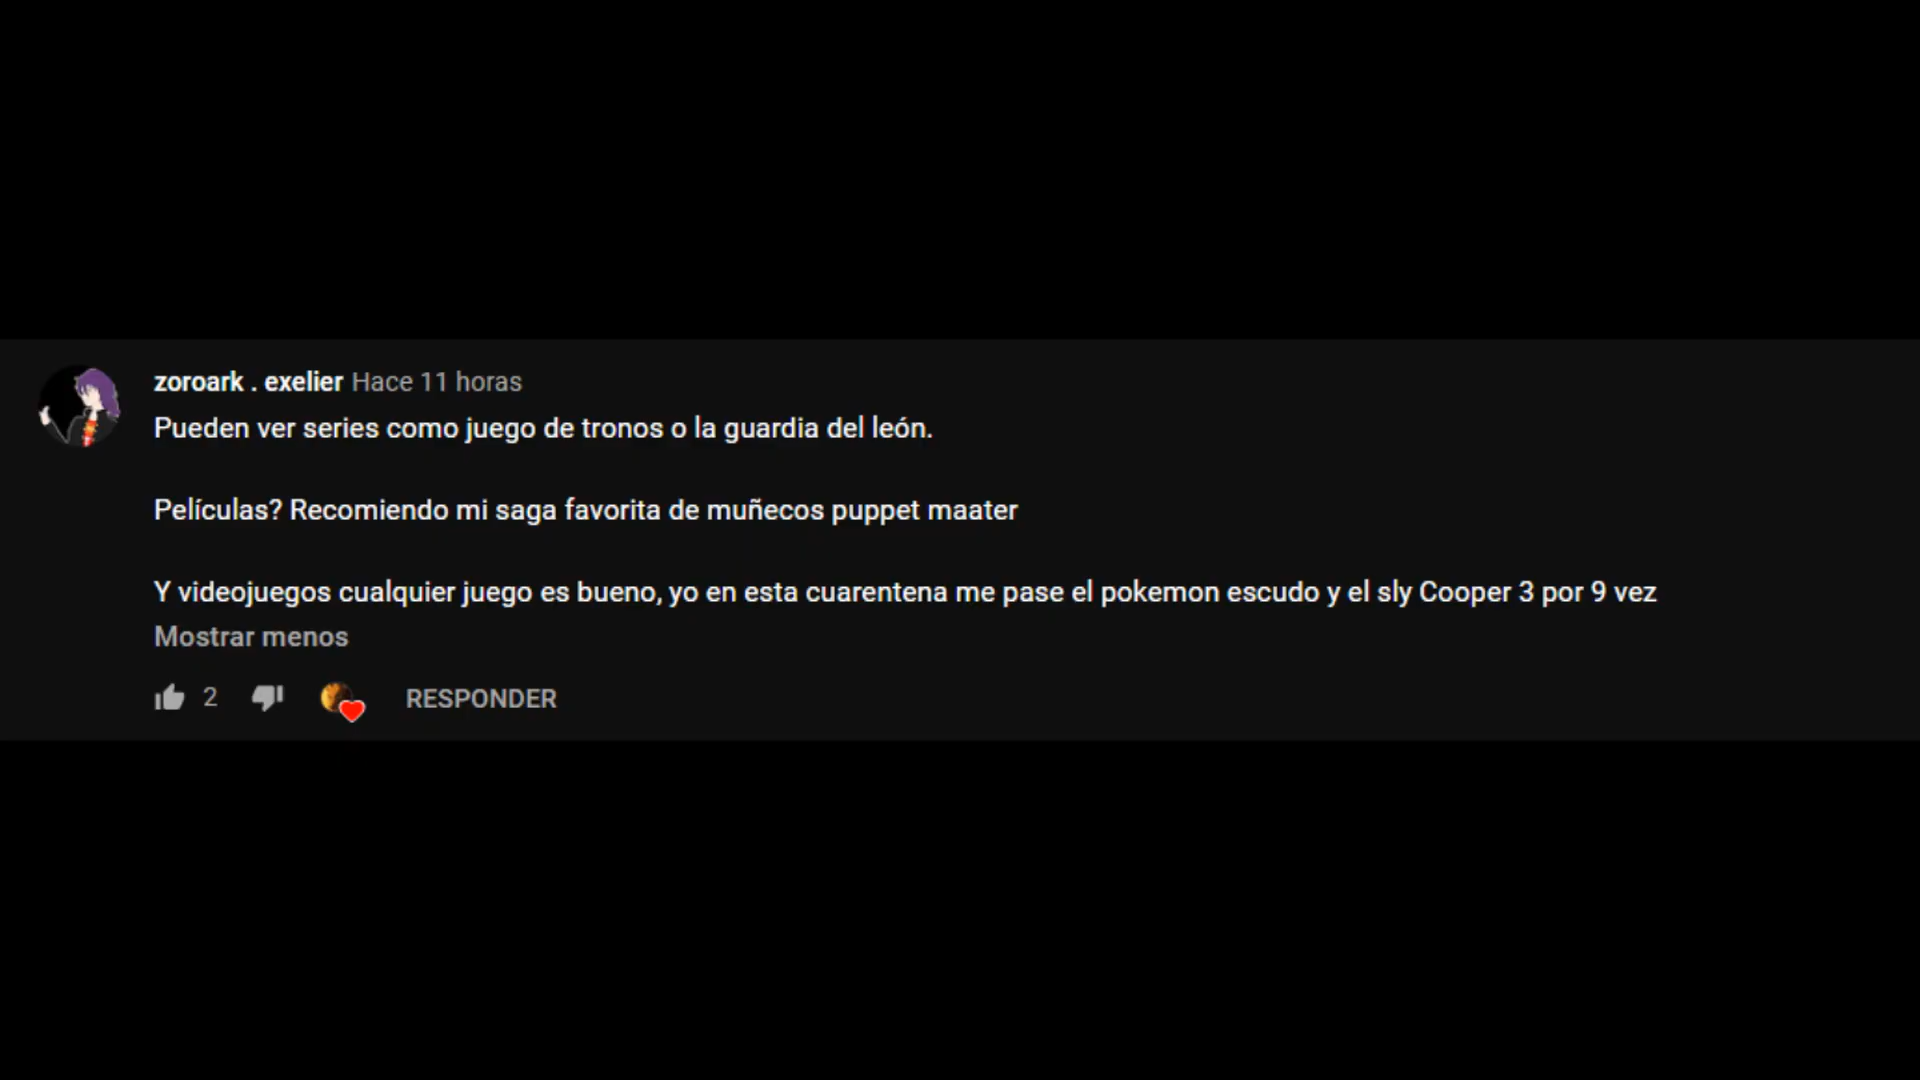 zoroark . exelier Hace 11 horas
Pueden ver series como juego de tronos o la guardia del león.
Películas? Recomiendo mi saga favorita de muñecos puppet maater
Y videojuegos cualquier juego es bueno, yo en esta cuarentena me pase el pokemon escudo y el sly Cooper 3 por 9 vez
Mostrar menos
2 RESPONDER